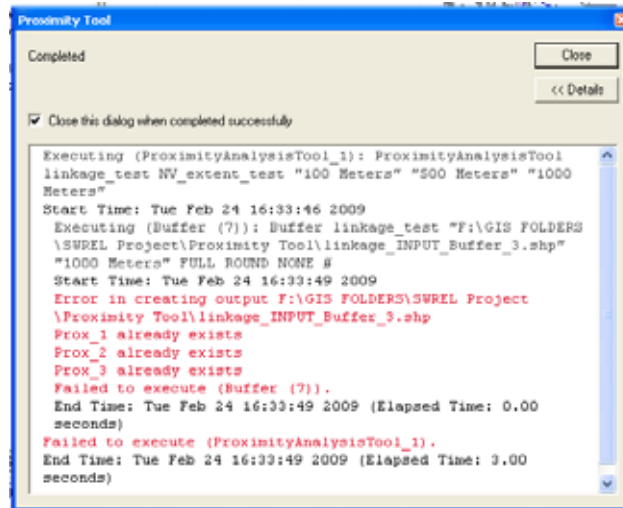 Proximity Tool
Completed
Close
<< Details
Close this dialog when completed successfully
Executing (ProximityAnalysisTool_1): ProximityAnalysisTool
linkage_test NV_extent_test "100 Meters" "500 Meters" "1000
Meters"
Start Time: Tue Feb 24 16:33:46 2009
Executing (Buffer (7)): Buffer linkage_test "F:\GIS FOLDERS
\SWREL Project\Proximity Tool\linkage_INPUT_Buffer_3.shp"
"1000 Meters" FULL ROUND NONE #
Start Time: Tue Feb 24 16:33:49 2009
Error in creating output F:\GIS FOLDERS\SWREL Project
\Proximity Tool\linkage_INPUT_Buffer_3.shp
Prox_1 already exists
Prox_2 already exists
Prox_3 already exists
Failed to execute (Buffer (7)).
End Time: Tue Feb 24 16:33:49 2009 (Elapsed Time: 0.00
seconds)
Failed to execute (ProximityAnalysisTool_1).
End Time: Tue Feb 24 16:33:49 2009 (Elapsed Time: 3.00
seconds)